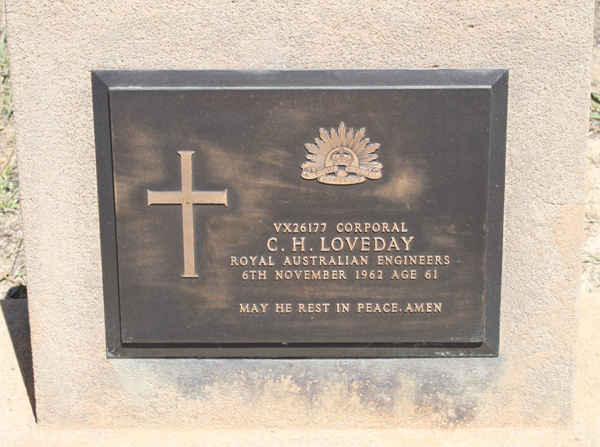 VX26177 CORPORAL
C. H. LOVEDAY
ROYAL AUSTRALIAN ENGINEERS
6TH NOVEMBER 1962 AGE 61
MAY HE REST IN PEACE. AMEN